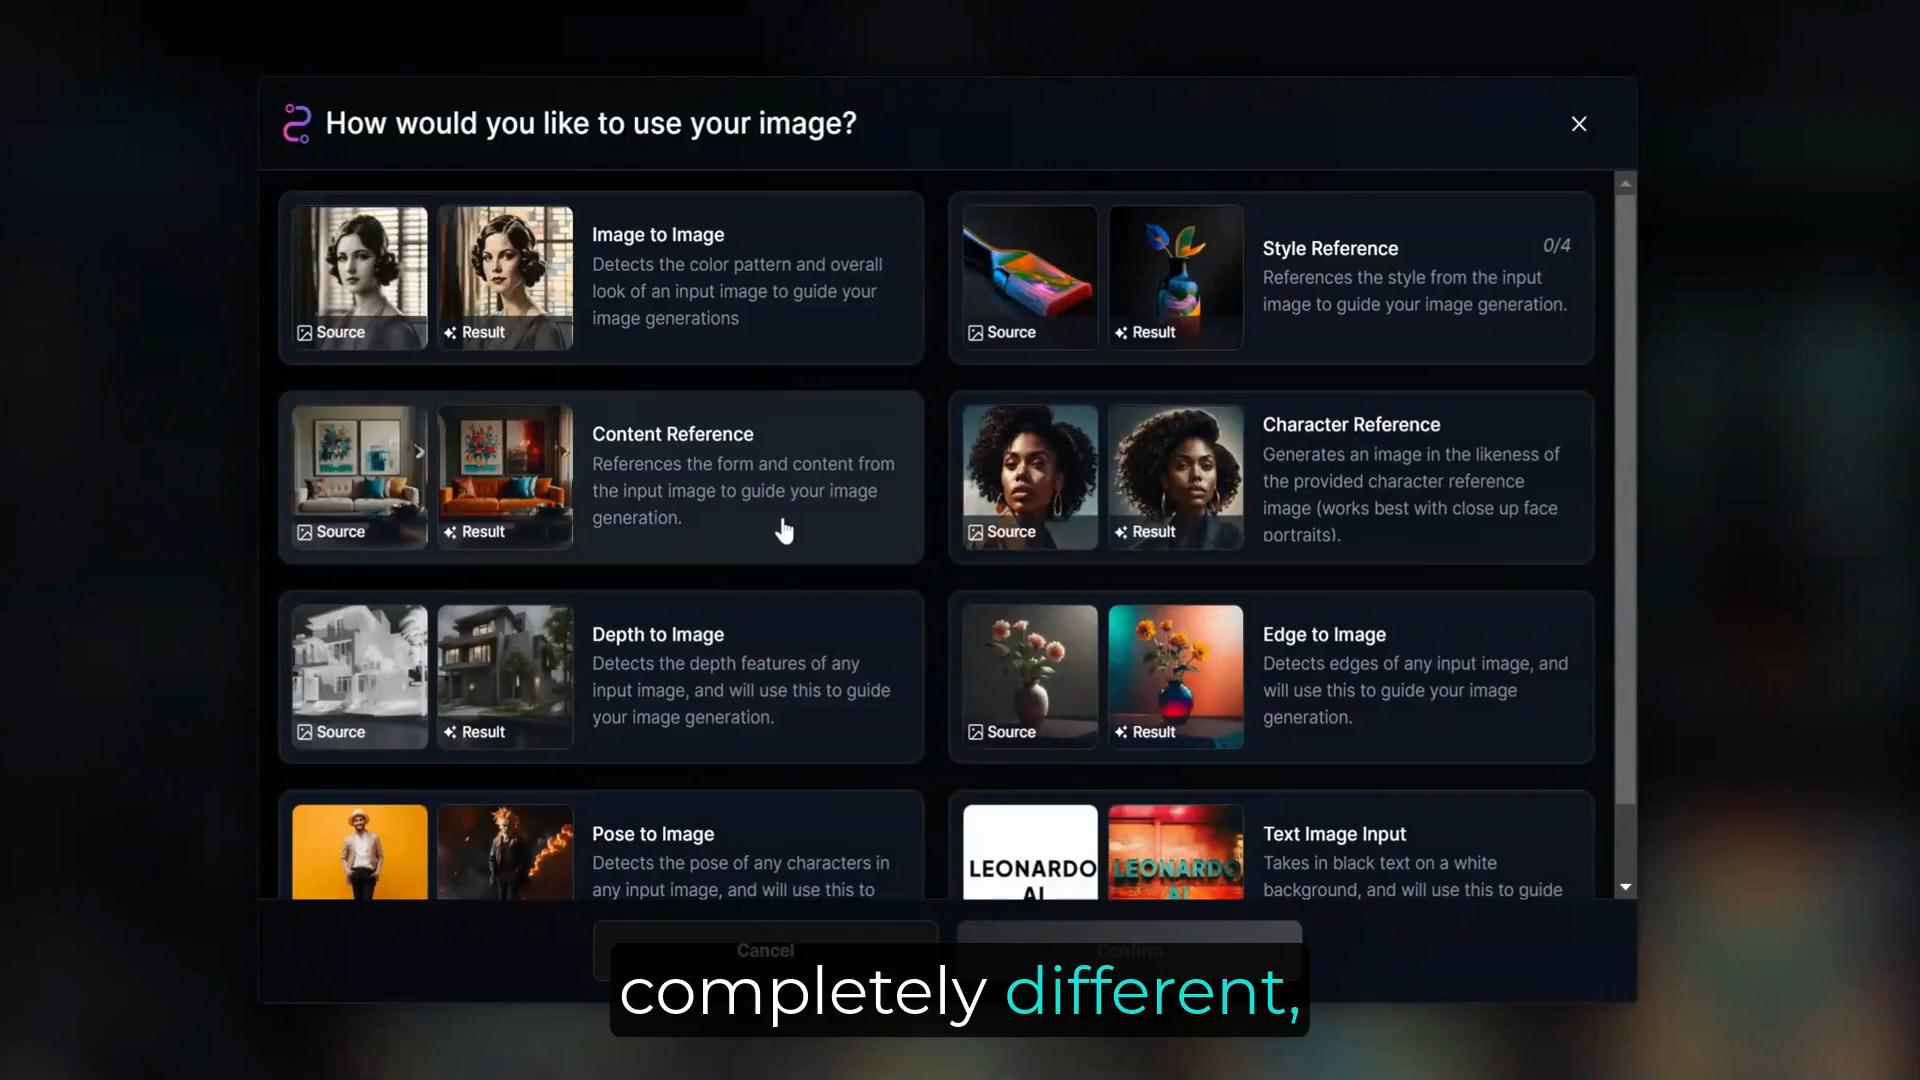 How would you like to use your image?
Image to Image
Detects the color pattern and overall
look of an input image to guide your
image generations
Source
Result
Style Reference
0/4
References the style from the input
image to guide your image generation.
Source
Result
Content Reference
References the form and content from
the input image to guide your image
generation.
Source
Result
Character Reference
Generates an image in the likeness of
the provided character reference
image (works best with close up face
portraits).
Source
Result
Depth to Image
Detects the depth features of any
input image, and will use this to guide
your image generation.
Source
Result
Edge to Image
Detects edges of any input image, and
will use this to guide your image
generation.
Source
Result
Pose to Image
Detects the pose of any characters in
any input image, and will use this to
LEONARDO
AI
LEONARDO
AI
Text Image Input
Takes in black text on a white
background, and will use this to guide
Cancel
Confirm
completely different,